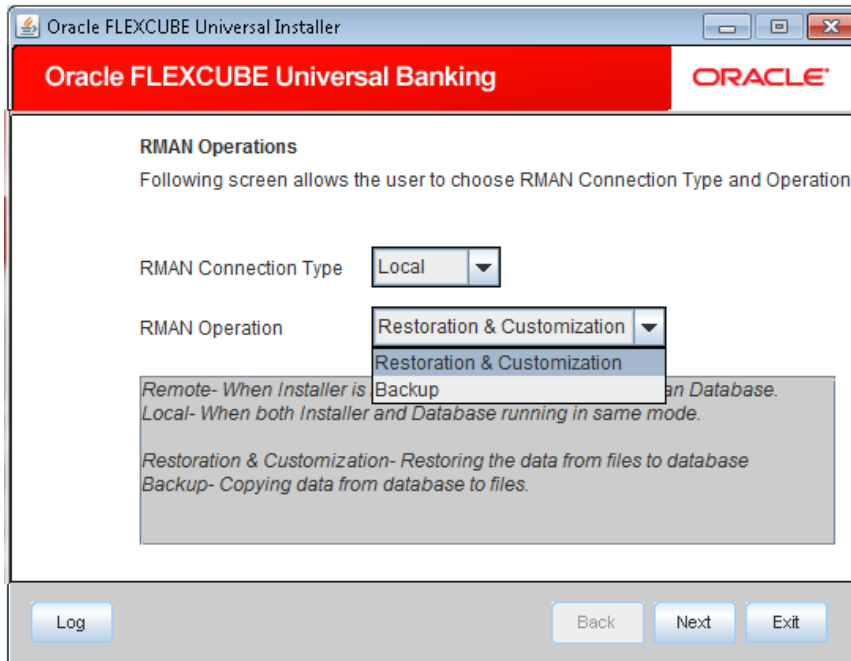 Oracle FLEXCUBE Universal Installer
Oracle FLEXCUBE Universal Banking
ORACLE
RMAN Operations
Following screen allows the user to choose RMAN Connection Type and Operation
RMAN Connection Type
Local
RMAN Operation
Restoration & Customization
Restoration & Customization
Backup
Remote- When Installer is an Database.
Local- When both Installer and Database running in same mode.
Restoration & Customization- Restoring the data from files to database
Backup- Copying data from database to files.
Log
Back
Next
Exit